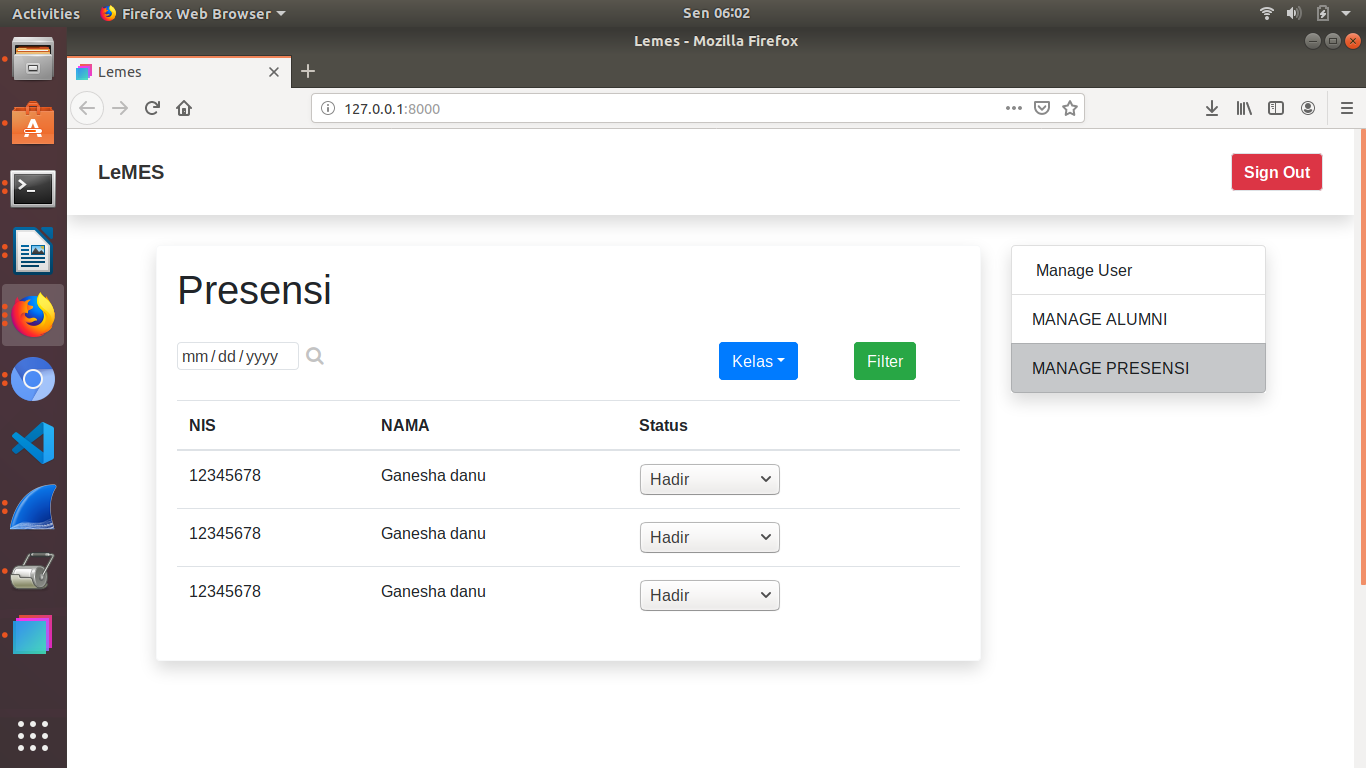 Activities Firefox Web Browser Sen 06:02
Lemes - Mozilla Firefox
Lemes
127.0.0.1:8000
LeMES Sign Out
Presensi
mm/dd/yyyy Kelas Filter
NIS NAMA Status
12345678 Ganesha danu Hadir
12345678 Ganesha danu Hadir
12345678 Ganesha danu Hadir
Manage User
MANAGE ALUMNI
MANAGE PRESENSI